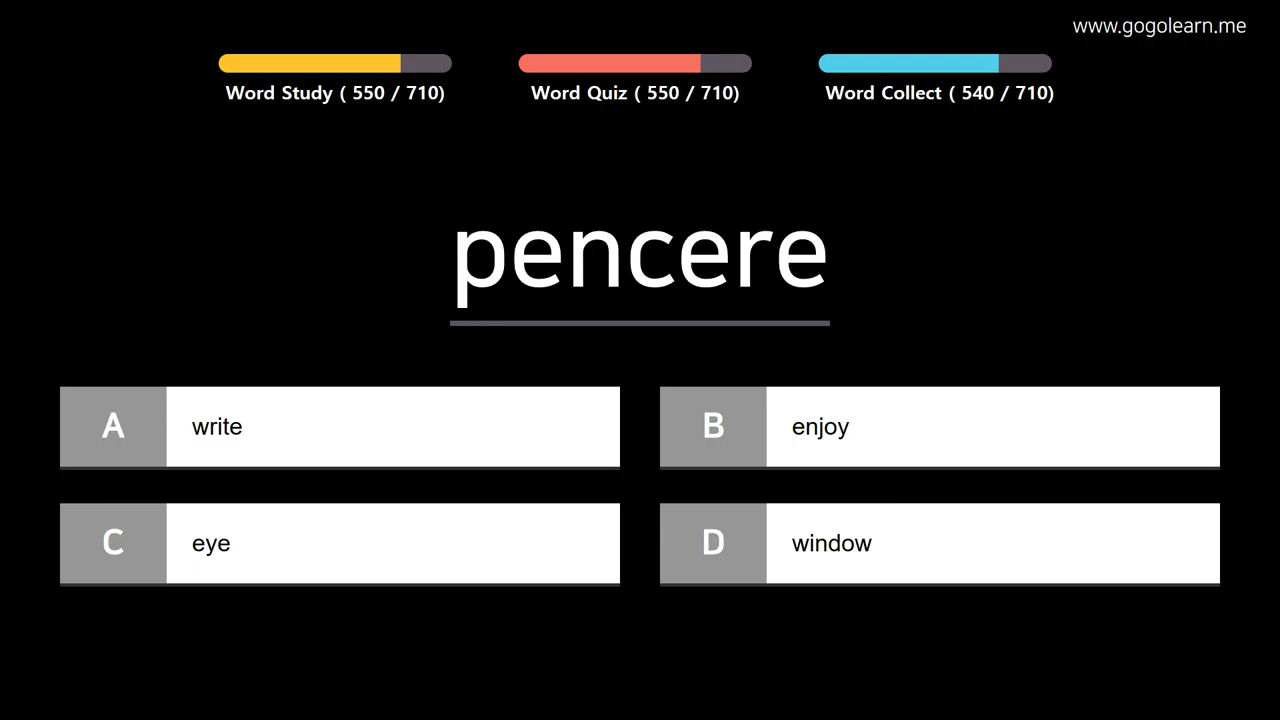 www.gogolearn.me
Word Study ( 550 / 710)
Word Quiz ( 550 / 710)
Word Collect ( 540 / 710)
pencere
A write
B enjoy
C eye
D window